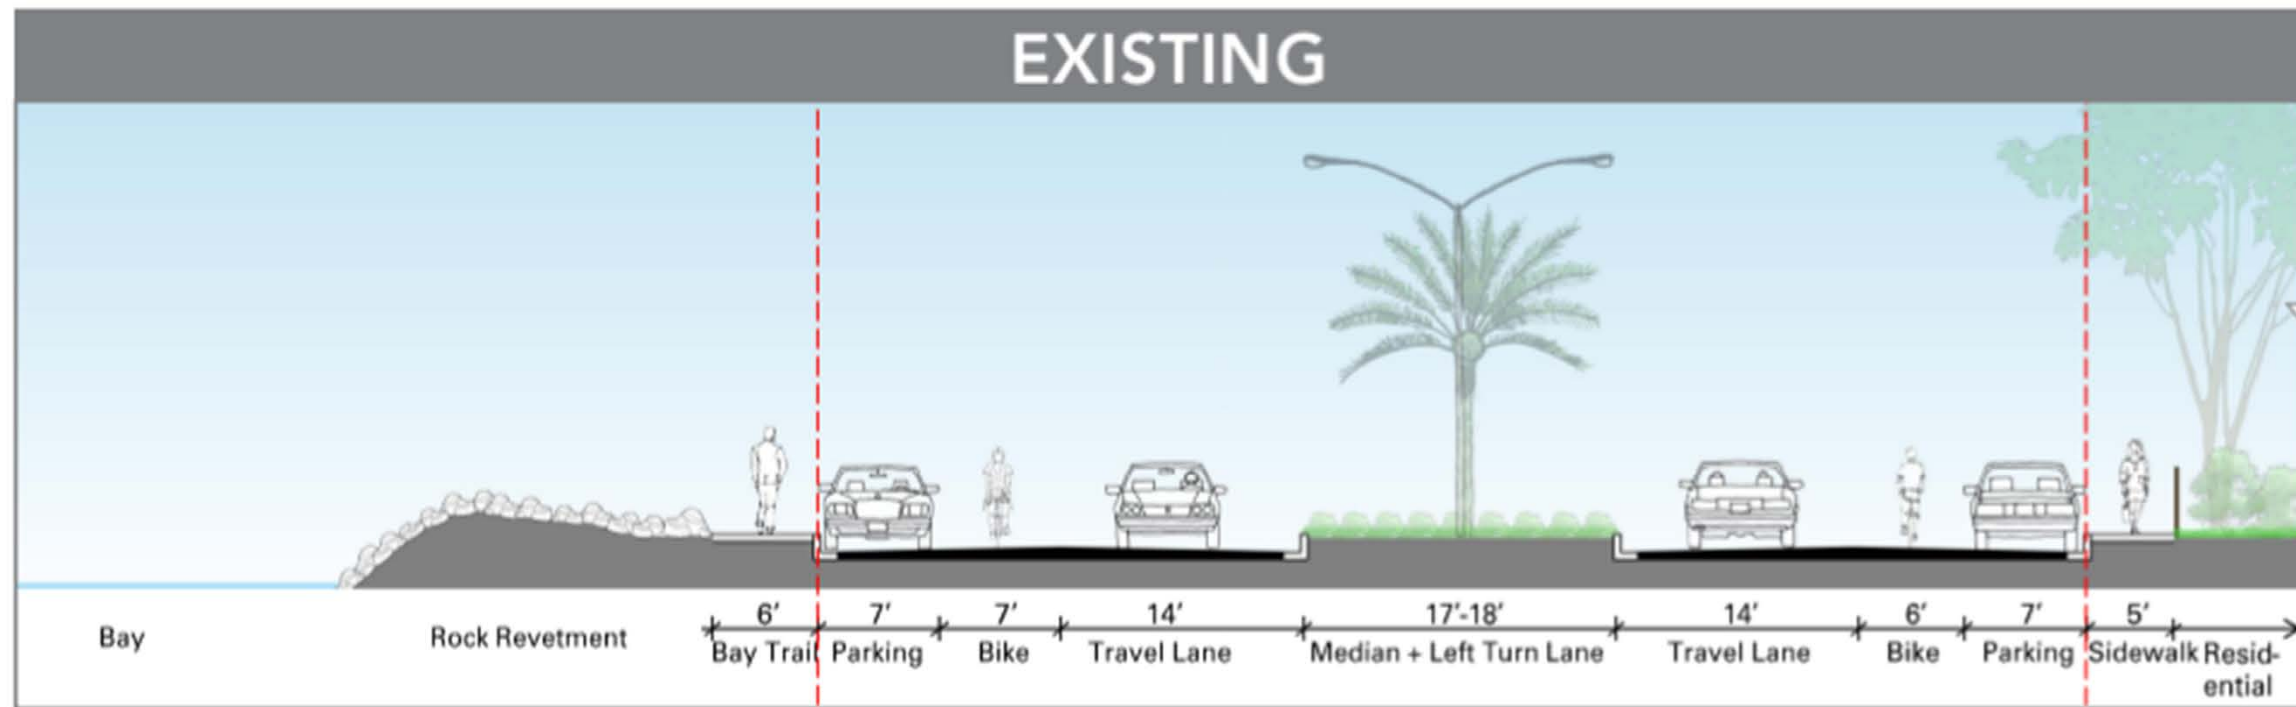 EXISTING
6’ 7’ 7’ 14’ 17’-18’ 14’ 6’ 7’ 5’
Bay Rock Revetment Bay Trail Parking Bike Travel Lane Median + Left Turn Lane Travel Lane Bike Parking Sidewalk Resid-
ential